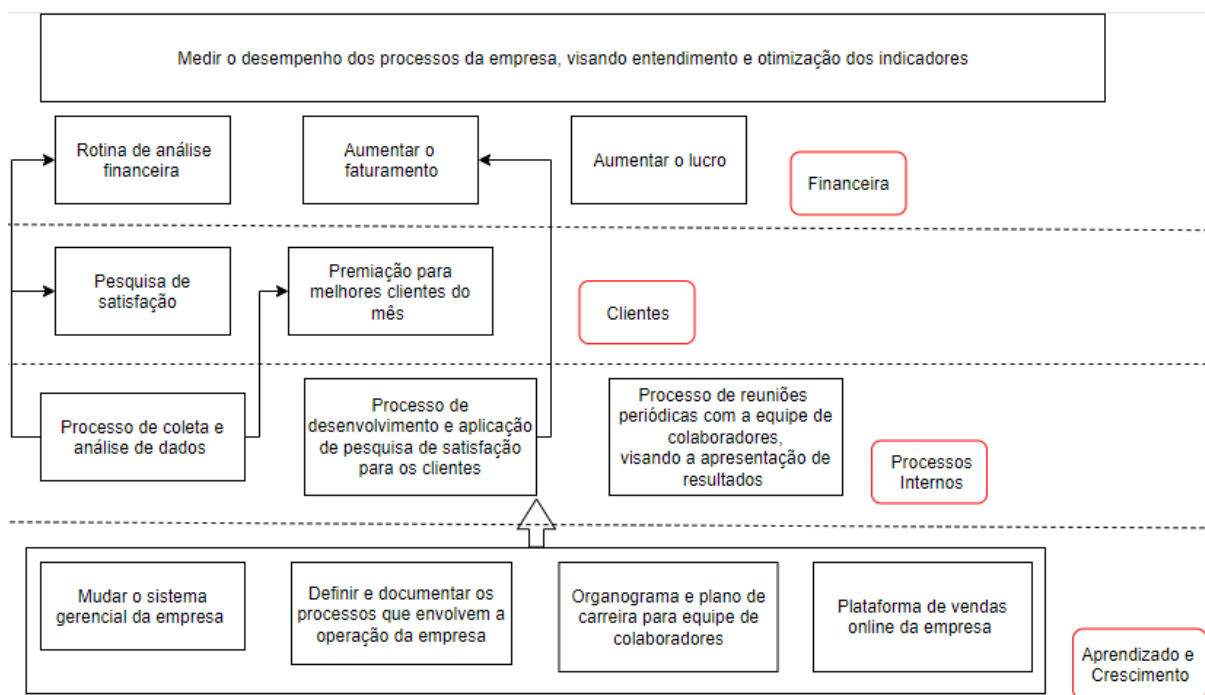 Medir o desempenho dos processos da empresa, visando entendimento e otimização dos indicadores
Rotina de análise
financeira
Aumentar o
faturamento
Aumentar o lucro
Financeira
Pesquisa de
satisfação
Premiação para
melhores clientes do
mês
Clientes
Processo de coleta e
análise de dados
Processo de
desenvolvimento e aplicação
de pesquisa de satisfação
para os clientes
Processo de reuniões
periódicas com a equipe de
colaboradores,
visando a apresentação de
resultados
Processos
Internos
Mudar o sistema
gerencial da empresa
Definir e documentar os
processos que envolvem a
operação da empresa
Organograma e plano de
carreira para equipe de
colaboradores
Plataforma de vendas
online da empresa
Aprendizado e
Crescimento